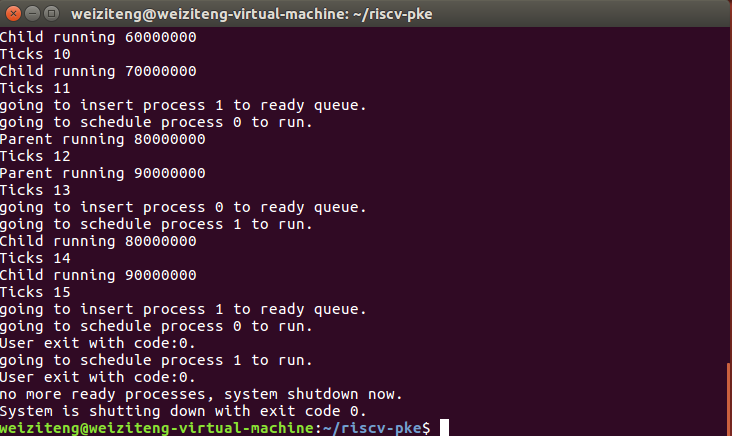 weiziteng@weiziteng-virtual-machine: ~/riscv-pke
Child running 60000000
Ticks 10
Child running 70000000
Ticks 11
going to insert process 1 to ready queue.
going to schedule process 0 to run.
Parent running 80000000
Ticks 12
Parent running 90000000
Ticks 13
going to insert process 0 to ready queue.
going to schedule process 1 to run.
Child running 80000000
Ticks 14
Child running 90000000
Ticks 15
going to insert process 1 to ready queue.
going to schedule process 0 to run.
User exit with code:0.
going to schedule process 1 to run.
User exit with code:0.
no more ready processes, system shutdown now.
System is shutting down with exit code 0.
weiziteng@weiziteng-virtual-machine:~/riscv-pke$